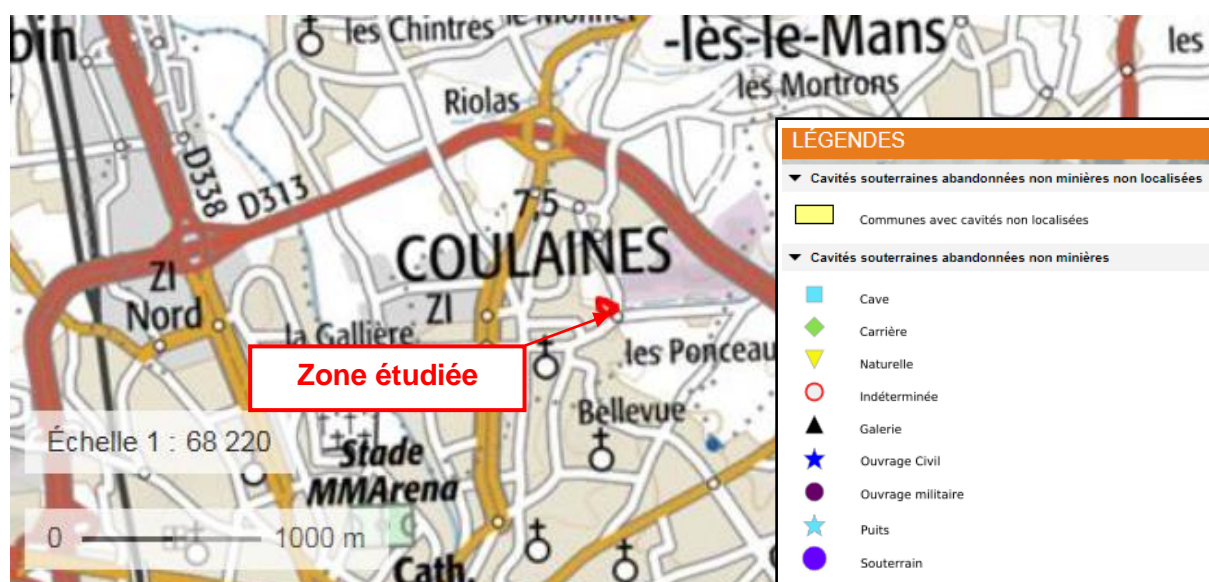 bin
les Chintres
le Monnet
-lès-le-Mans
les
les Mortrons
Riolas
D338
D313
7,5
COULAINES
ZI
Nord
ZI
la Gallière
Zone étudiée
les Ponceau
Bellevue
Échelle 1 : 68 220
Stade
MMArena
0
1000 m
Cath.
LÉGENDES
Cavités souterraines abandonnées non minières non localisées
Communes avec cavités non localisées
Cavités souterraines abandonnées non minières
Cave
Carrière
Naturelle
Indéterminée
Galerie
Ouvrage Civil
Ouvrage militaire
Puits
Souterrain